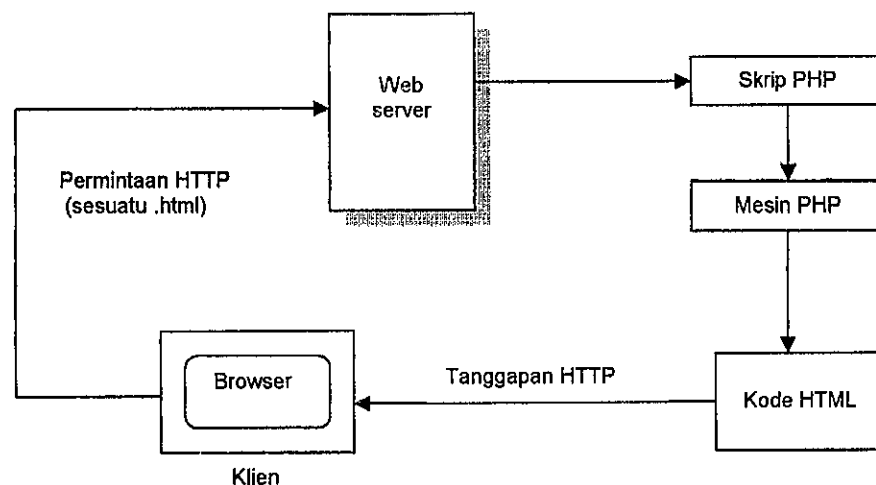 Web
server
Skrip PHP
Permintaan HTTP
(sesuatu .html)
Mesin PHP
Browser
Tanggapan HTTP
Kode HTML
Klien